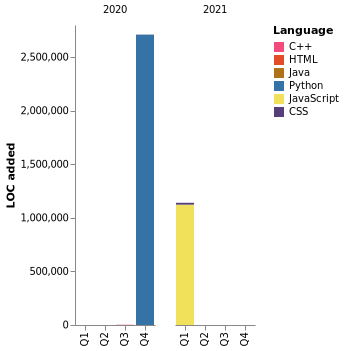 2020
2021
LOC added
2,500,000
2,000,000
1,500,000
1,000,000
500,000
0
Q1
Q2
Q3
Q4
Q1
Q2
Q3
Q4
Language
C++
HTML
Java
Python
JavaScript
CSS